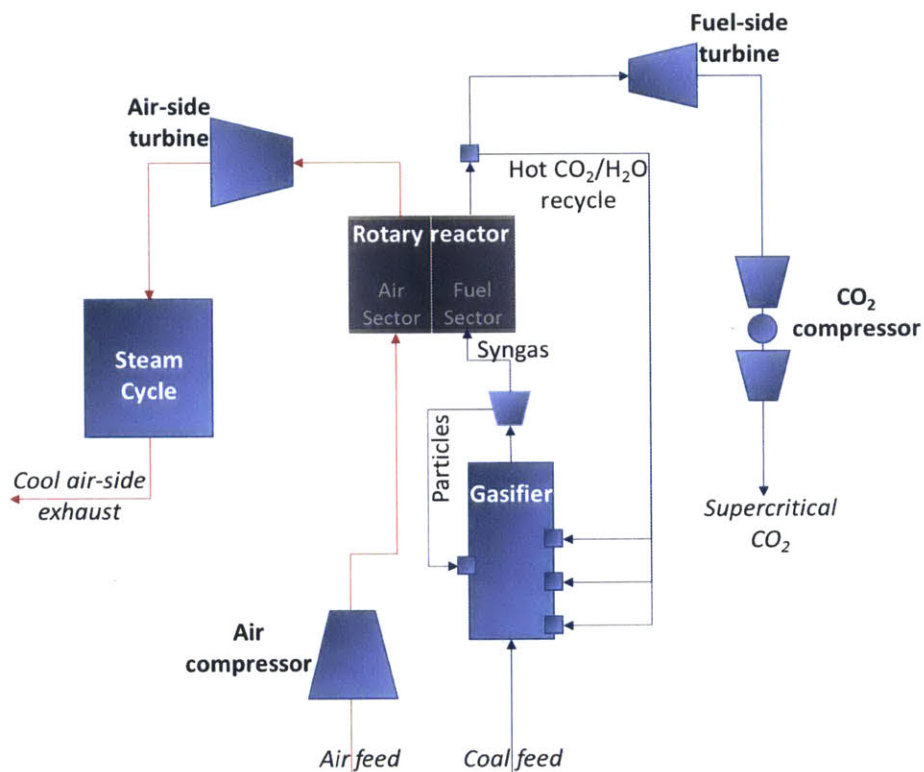 Fuel-side
turbine
Air-side
turbine
Hot CO₂/H₂O
recycle
Rotary reactor
Air
Sector
Fuel
Sector
CO₂
compressor
Syngas
Steam
Cycle
Particles
Gasifier
Cool air-side
exhaust
Supercritical
CO₂
Air
compressor
Air feed
Coal feed